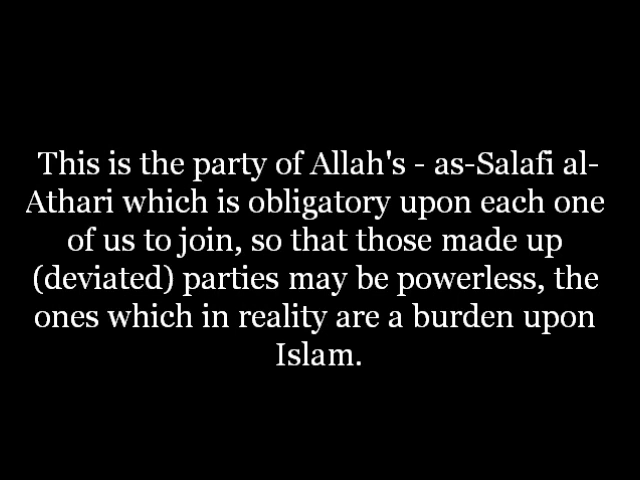 This is the party of Allah's - as-Salafi al-
Athari which is obligatory upon each one
of us to join, so that those made up
(deviated) parties may be powerless, the
ones which in reality are a burden upon
Islam.